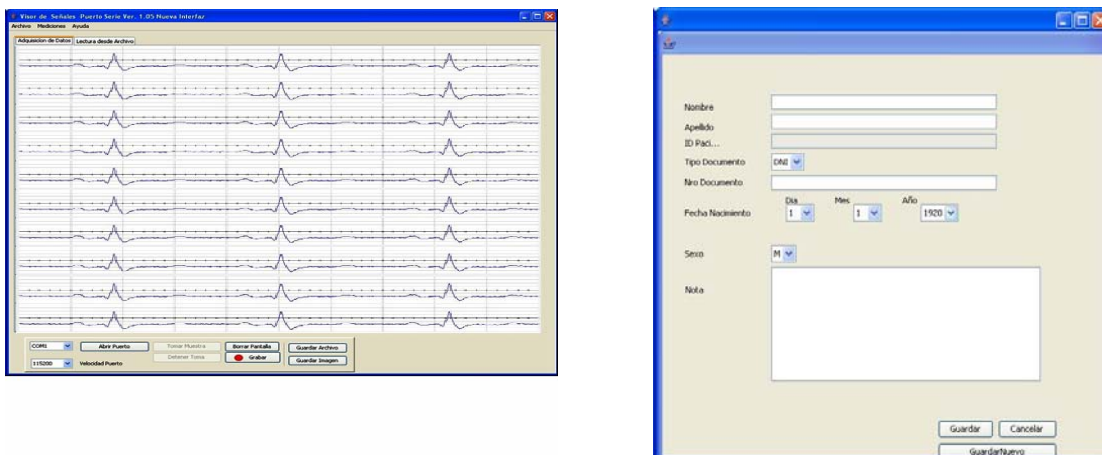 Visor de Señales Puerto Serie Ver. 1.05 Nueva Interfaz
Archivo Mediciones Ayuda
Adquisicion de Datos Lectura desde Archivo
COM1 Abrir Puerto Tomar Muestra Borrar Pantalla Guardar Archivo
Detener Toma Grabar Guardar Imagen
115200 Velocidad Puerto
Nombre
Apellido
ID Paci...
Tipo Documento DNI
Nro Documento
Dia Mes Año
Fecha Nacimiento 1 1 1920
Sexo M
Nota
Guardar Cancelar
GuardarNuevo